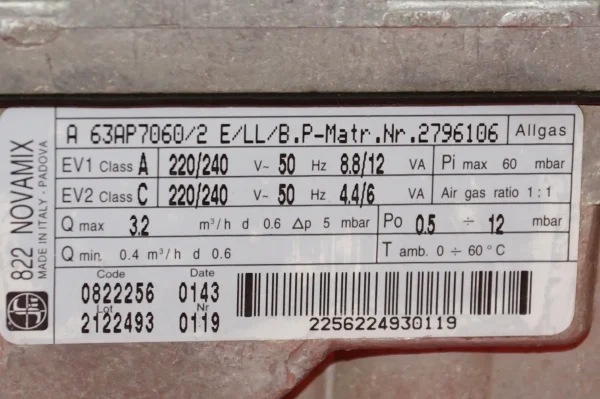 A 63AP7060/2 E/LL/B.P-Matr.Nr.2796106 Allgas
EV1 Class A 220/240 V~ 50 Hz 8.8/12 VA Pi max 60 mbar
EV2 Class C 220/240 V~ 50 Hz 4.4/6 VA Air gas ratio 1 : 1
Q max 3.2 m³/h d 0.6 Δp 5 mbar Po 0.5 ÷ 12 mbar
Q min. 0.4 m³/h d 0.6 T amb. 0 ÷ 60°C
Code Date
0822256 0143
Lot Nr
2122493 0119
2256224930119
822 NOVAMIX
MADE IN ITALY - PADOVA
sit